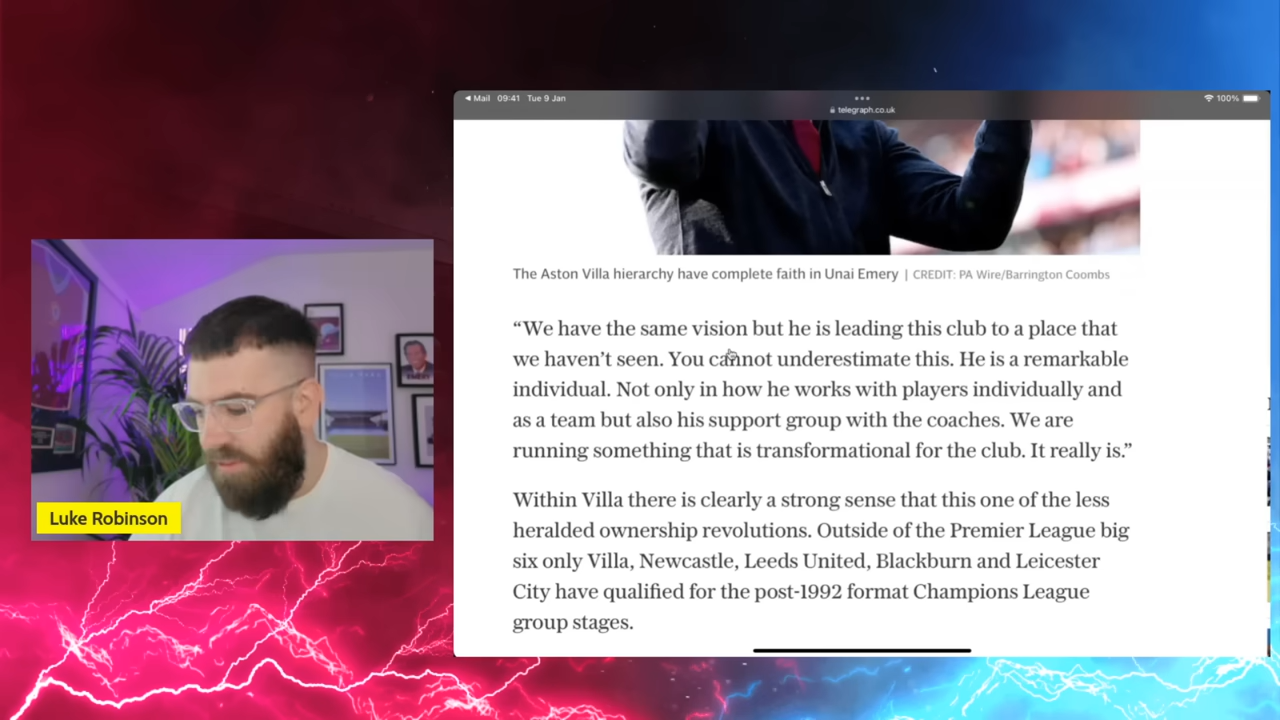 Mail 09:41 Tue 9 Jan
telegraph.co.uk
100%
The Aston Villa hierarchy have complete faith in Unai Emery | CREDIT: PA Wire/Barrington Coombs
“We have the same vision but he is leading this club to a place that
we haven’t seen. You cannot underestimate this. He is a remarkable
individual. Not only in how he works with players individually and
as a team but also his support group with the coaches. We are
running something that is transformational for the club. It really is.”
Within Villa there is clearly a strong sense that this one of the less
heralded ownership revolutions. Outside of the Premier League big
six only Villa, Newcastle, Leeds United, Blackburn and Leicester
City have qualified for the post-1992 format Champions League
group stages.
Luke Robinson